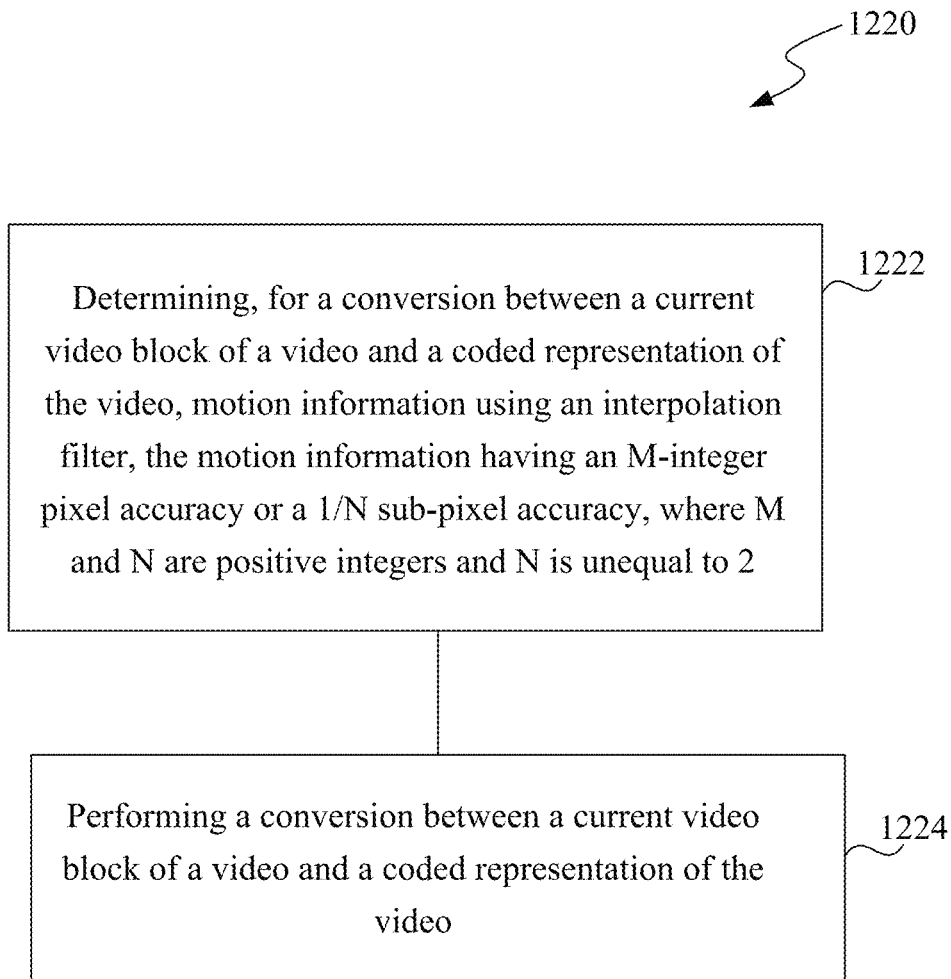 1220
1222
Determining, for a conversion between a current
video block of a video and a coded representation of
the video, motion information using an interpolation
filter, the motion information having an M-integer
pixel accuracy or a 1/N sub-pixel accuracy, where M
and N are positive integers and N is unequal to 2
Performing a conversion between a current video
1224
block of a video and a coded representation of the
video